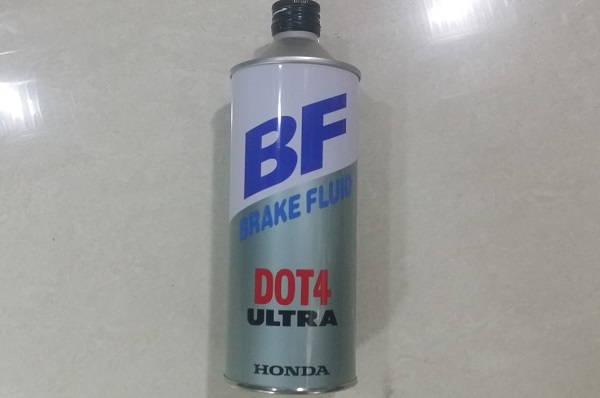 BF
BRAKE FLUID
DOT4
ULTRA
HONDA